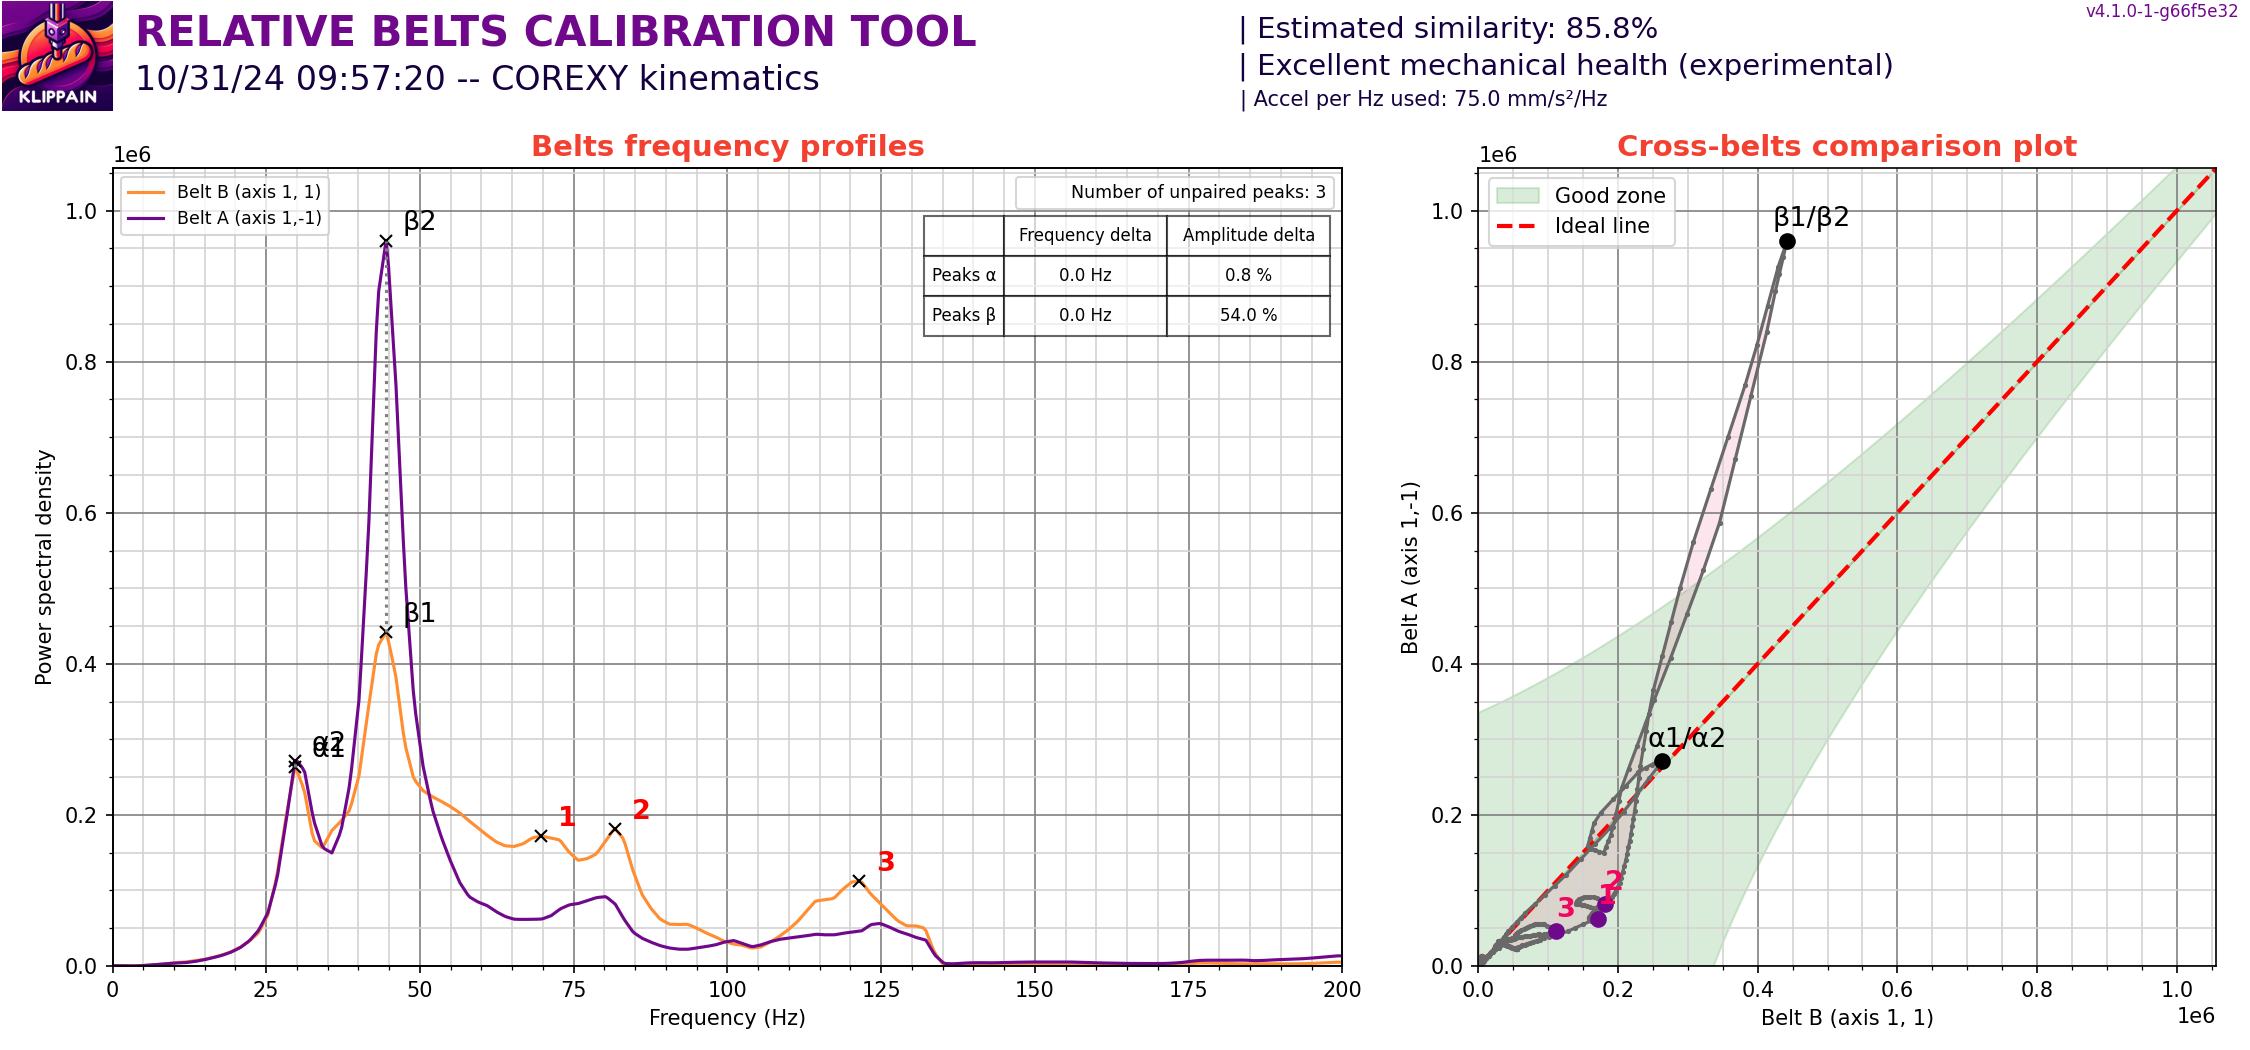 KLIPPAIN
RELATIVE BELTS CALIBRATION TOOL
10/31/24 09:57:20 -- COREXY kinematics
| Estimated similarity: 85.8%
| Excellent mechanical health (experimental)
| Accel per Hz used: 75.0 mm/s²/Hz
v4.1.0-1-g66f5e32
Belts frequency profiles
1e6
Belt B (axis 1, 1)
Belt A (axis 1,-1)
Number of unpaired peaks: 3
Frequency delta Amplitude delta
Peaks α 0.0 Hz 0.8 %
Peaks β 0.0 Hz 54.0 %
β2
β1
α2
α1
1
2
3
Power spectral density
1.0
0.8
0.6
0.4
0.2
0.0
0 25 50 75 100 125 150 175 200
Frequency (Hz)
Cross-belts comparison plot
1e6
Good zone
Ideal line
β1/β2
α1/α2
2
1
3
Belt A (axis 1,-1)
1.0
0.8
0.6
0.4
0.2
0.0
0.0 0.2 0.4 0.6 0.8 1.0
Belt B (axis 1, 1)
1e6